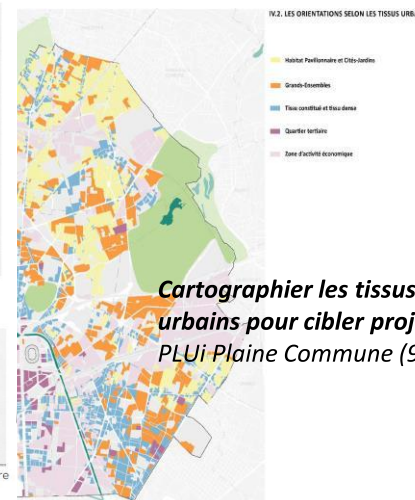 IV.2. LES ORIENTATIONS SELON LES TISSUS URBA
Habitat Pavillonnaire et Cités-Jardins
Grands-Ensembles
Tissu constitué et tissu dense
Quartier tertiaire
Zone d'activité économique
Cartographier les tissus
urbains pour cibler proj
PLUi Plaine Commune (9
re